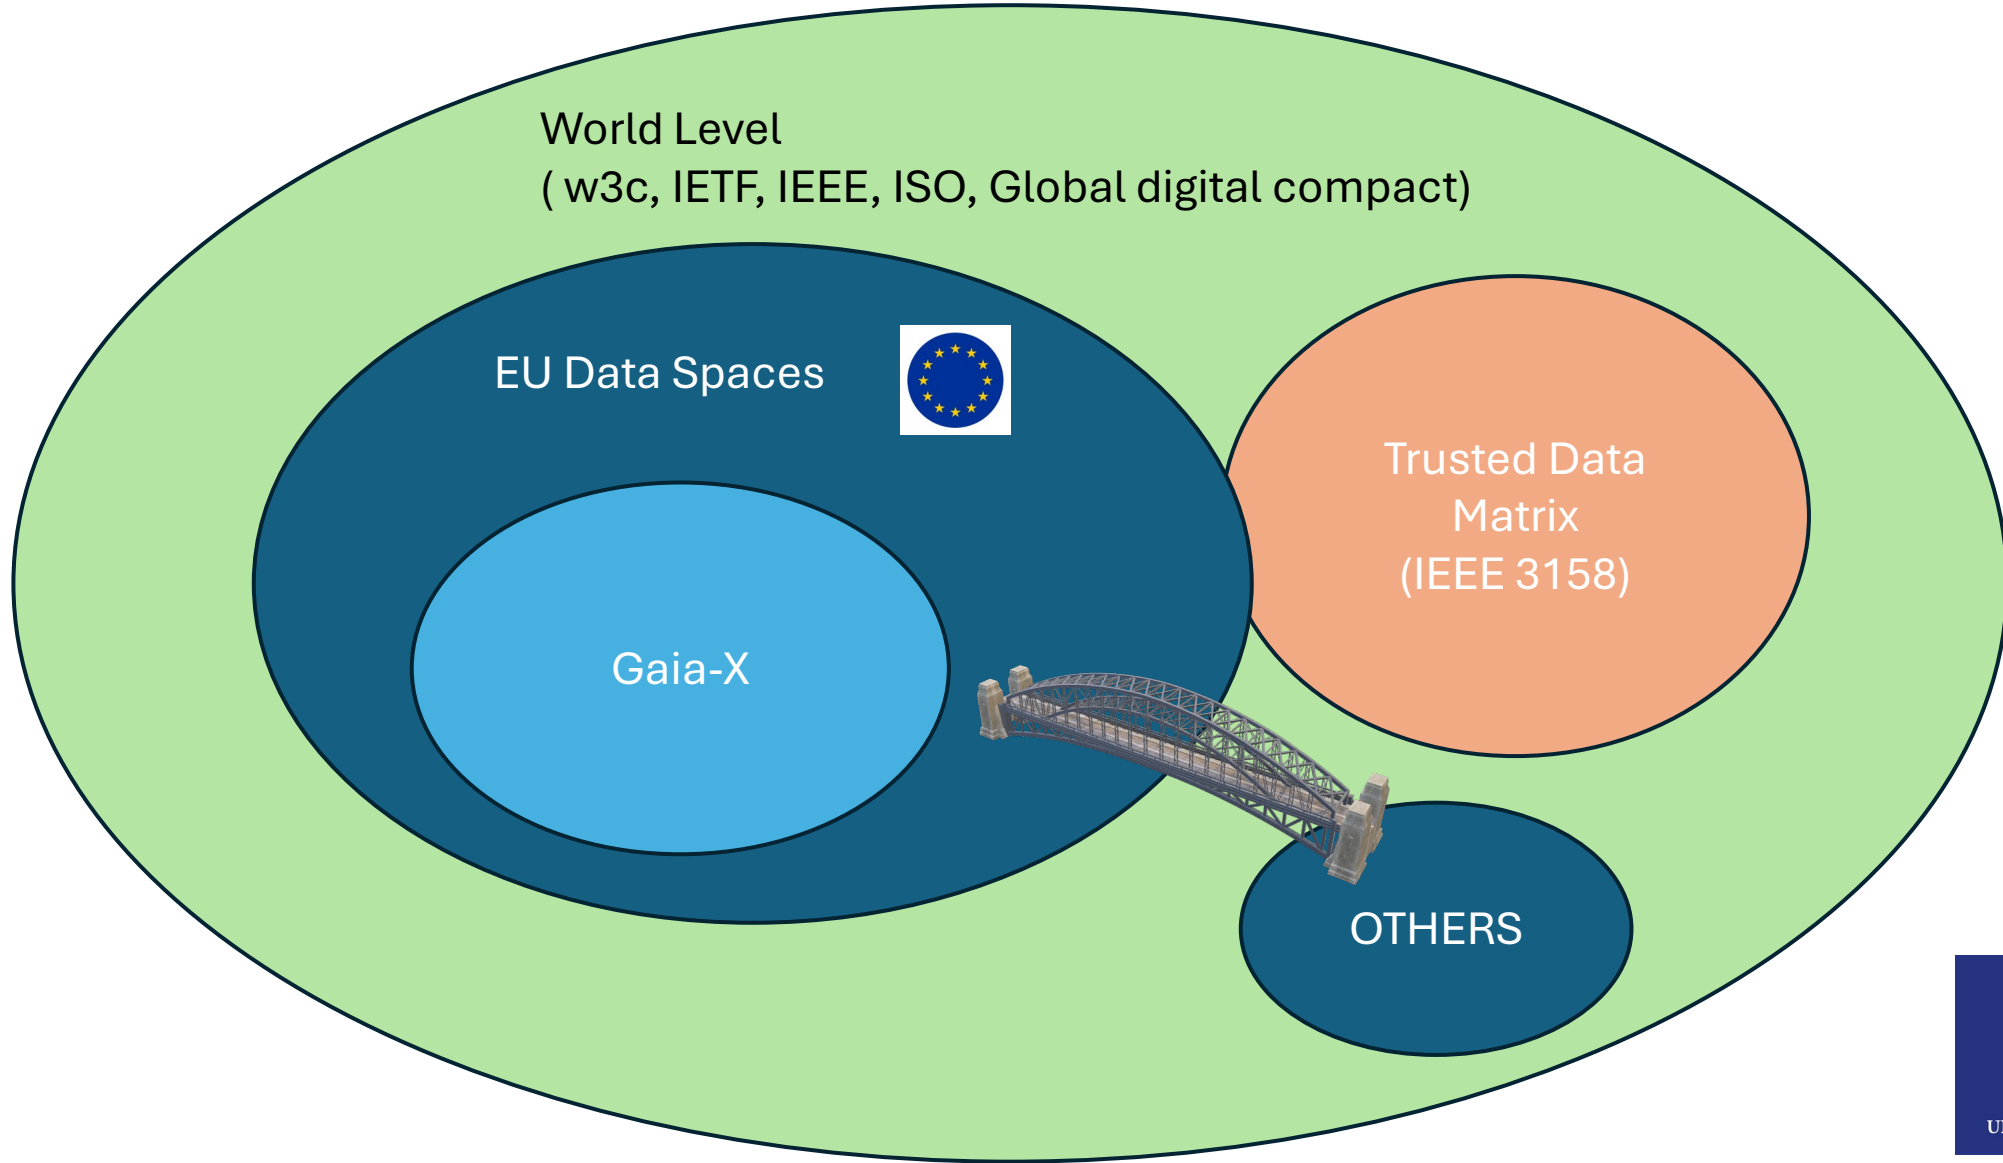 World Level
( w3c, IETF, IEEE, ISO, Global digital compact)
EU Data Spaces
Trusted Data
Matrix
(IEEE 3158)
Gaia-X
OTHERS